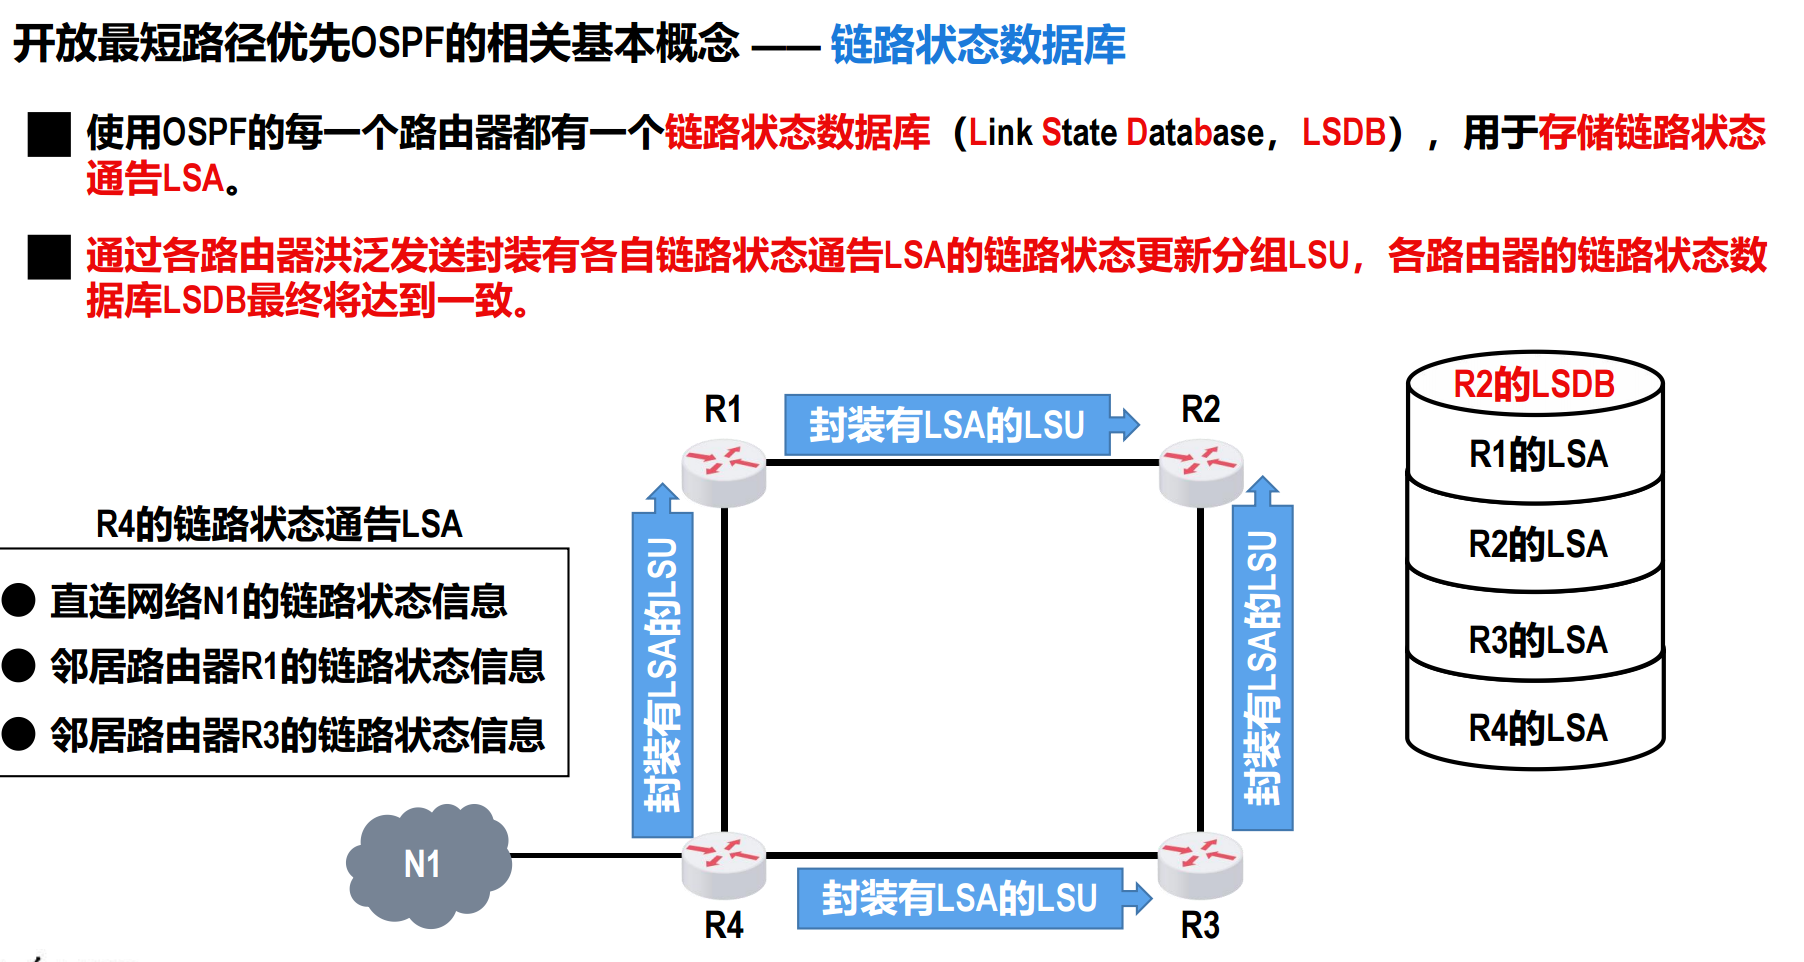 开放最短路径优先OSPF的相关基本概念 —— 链路状态数据库
使用OSPF的每一个路由器都有一个链路状态数据库（Link State Database，LSDB），用于存储链路状态
通告LSA。
通过各路由器洪泛发送封装有各自链路状态通告LSA的链路状态更新分组LSU，各路由器的链路状态数
据库LSDB最终将达到一致。
R1
封装有LSA的LSU
R2
R2的LSDB
R1的LSA
R2的LSA
R3的LSA
R4的LSA
R4的链路状态通告LSA
直连网络N1的链路状态信息
邻居路由器R1的链路状态信息
邻居路由器R3的链路状态信息
封装有LSA的LSU
封装有LSA的LSU
N1
R4
封装有LSA的LSU
R3